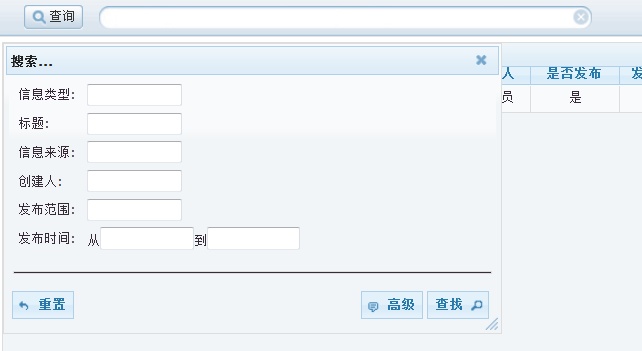 查询
搜索...
人 是否发布 发
信息类型:
员 是
标题:
信息来源:
创建人:
发布范围:
发布时间: 从 到
重置 高级 查找